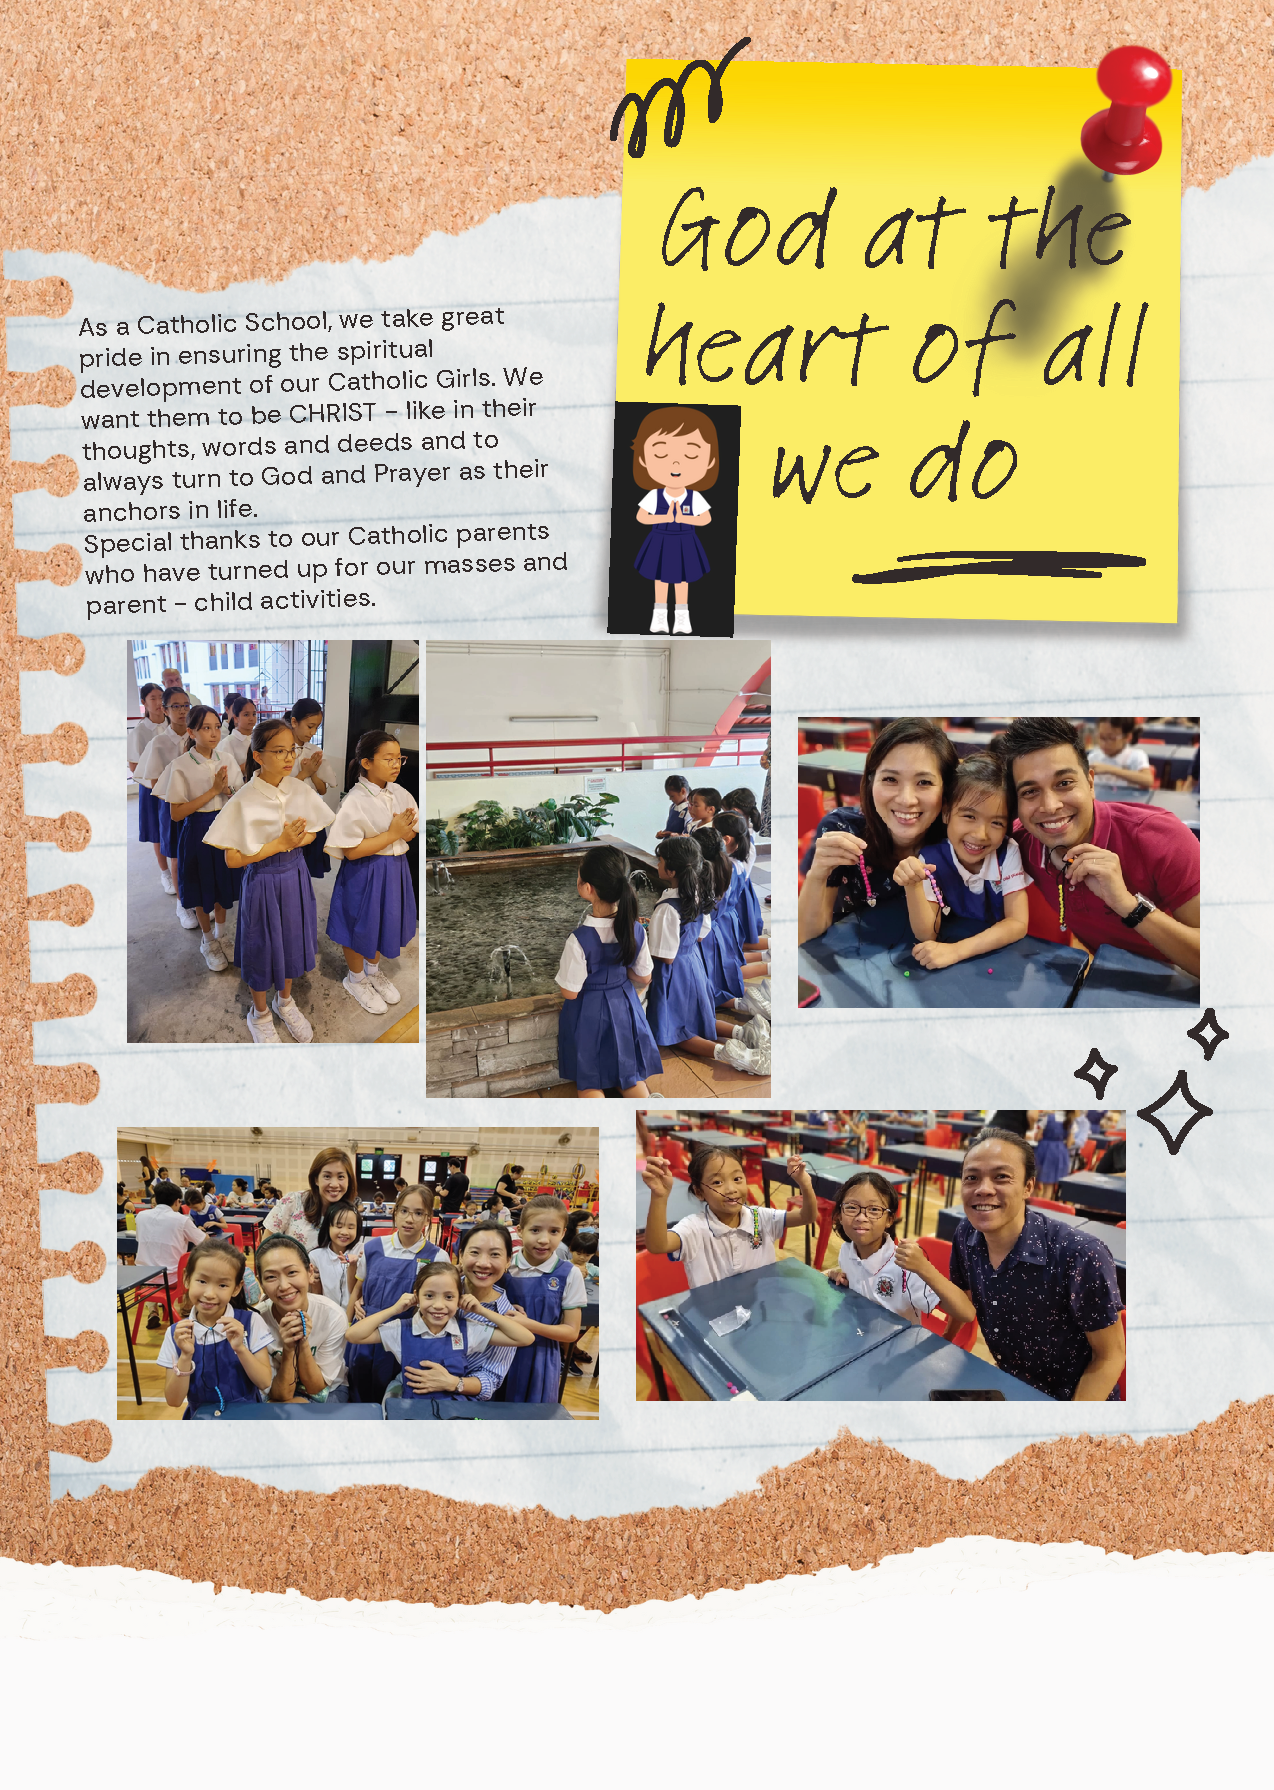 God at the
heart of all
we do
As a Catholic School, we take great
pride in ensuring the spiritual
development of our Catholic Girls. We
want them to be CHRIST – like in their
thoughts, words and deeds and to
always turn to God and Prayer as their
anchors in life.
Special thanks to our Catholic parents
who have turned up for our masses and
parent – child activities.